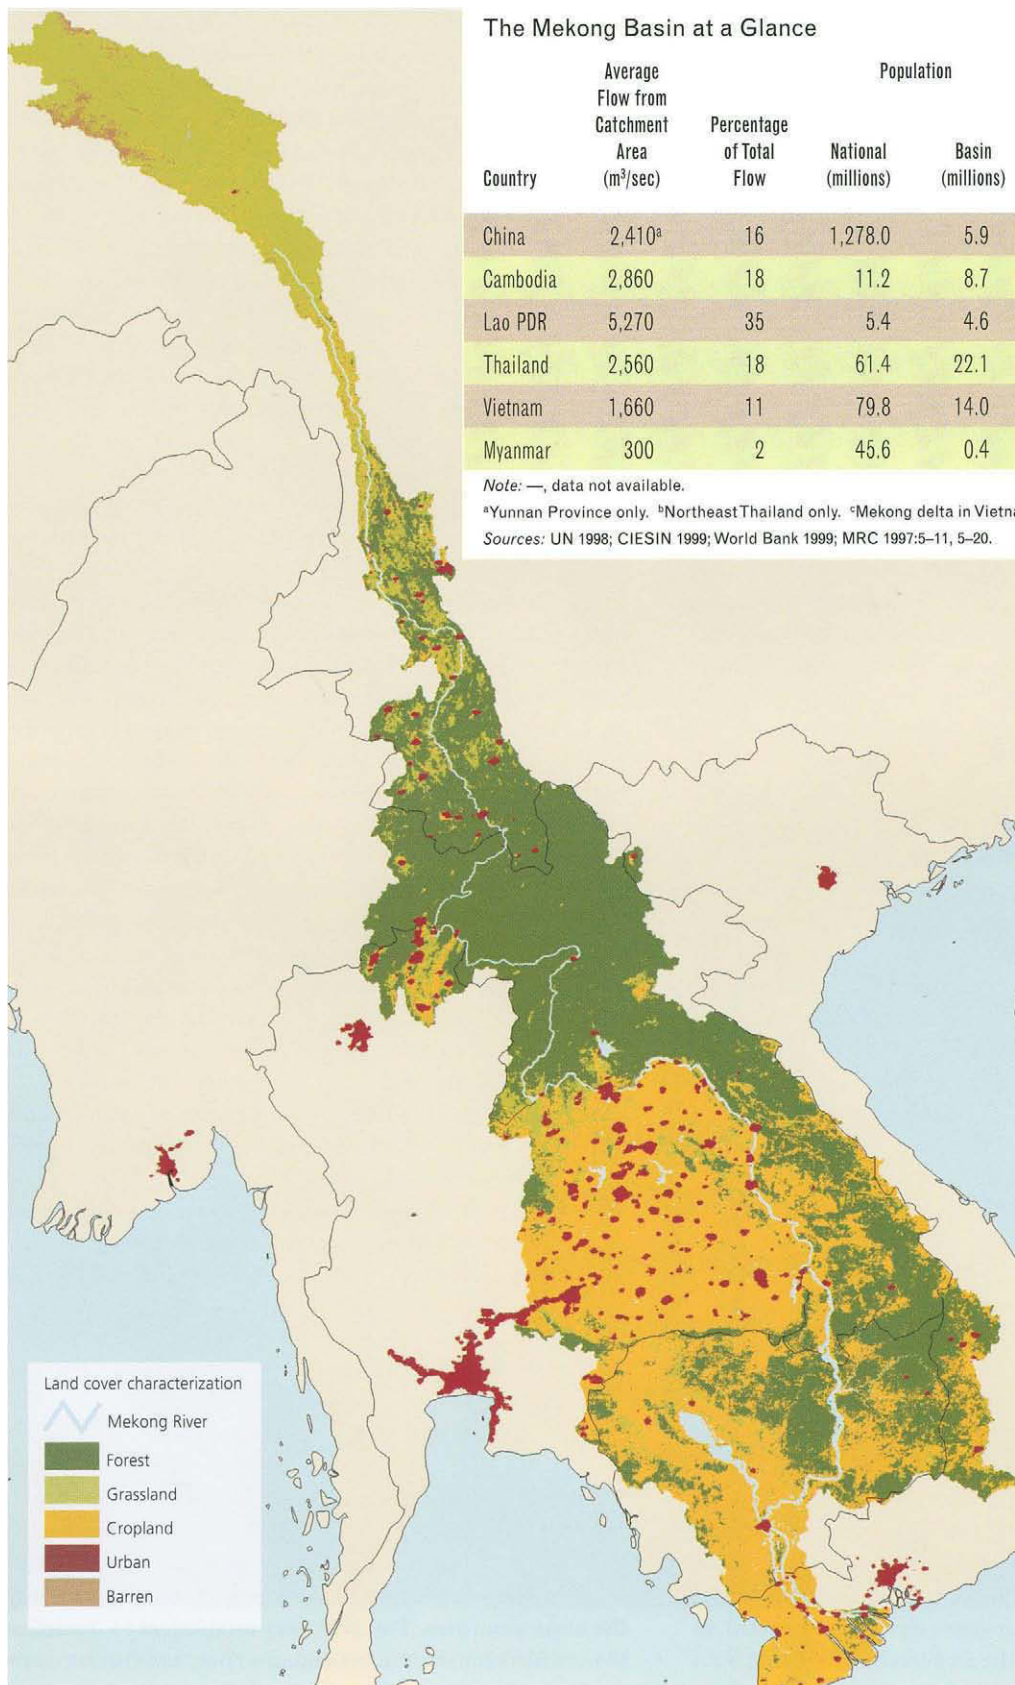 The Mekong Basin at a Glance
Average Population
Flow from
Catchment Percentage
Area of Total National Basin
Country (m³/sec) Flow (millions) (millions)
China 2,410ᵃ 16 1,278.0 5.9
Cambodia 2,860 18 11.2 8.7
Lao PDR 5,270 35 5.4 4.6
Thailand 2,560 18 61.4 22.1
Vietnam 1,660 11 79.8 14.0
Myanmar 300 2 45.6 0.4
Note: —, data not available.
ᵃYunnan Province only. ᵇNortheast Thailand only. ᶜMekong delta in Vietna
Sources: UN 1998; CIESIN 1999; World Bank 1999; MRC 1997:5–11, 5–20.
Land cover characterization
Mekong River
Forest
Grassland
Cropland
Urban
Barren